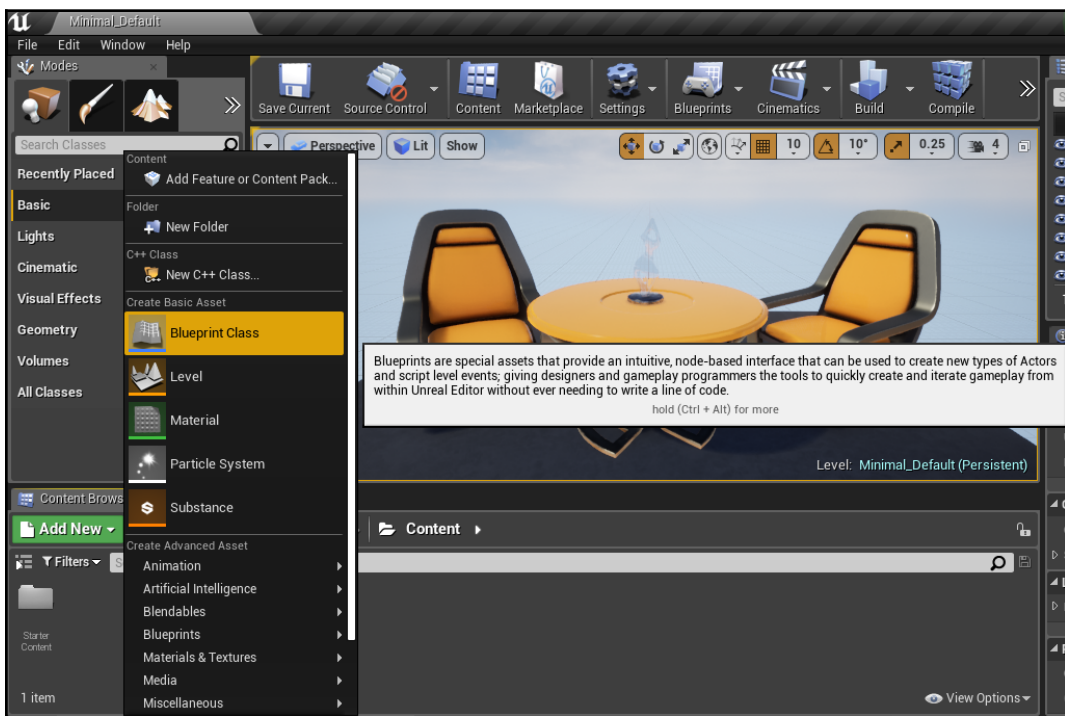 Minimal_Default
File Edit Window Help
Modes
Save Current Source Control Content Marketplace Settings Blueprints Cinematics Build Compile
Search Classes
Recently Placed
Basic
Lights
Cinematic
Visual Effects
Geometry
Volumes
All Classes
Perspective Lit Show 10 10° 0.25 4
Content
Add Feature or Content Pack...
Folder
New Folder
C++ Class
New C++ Class...
Create Basic Asset
Blueprint Class
Level
Material
Particle System
Substance
Create Advanced Asset
Animation
Artificial Intelligence
Blendables
Blueprints
Materials & Textures
Media
Miscellaneous
Blueprints are special assets that provide an intuitive, node-based interface that can be used to create new types of Actors
and script level events; giving designers and gameplay programmers the tools to quickly create and iterate gameplay from
within Unreal Editor without ever needing to write a line of code.
hold (Ctrl + Alt) for more
Level: Minimal_Default (Persistent)
Content Brows
Add New
Content
Filters
Starter
Content
1 item
View Options